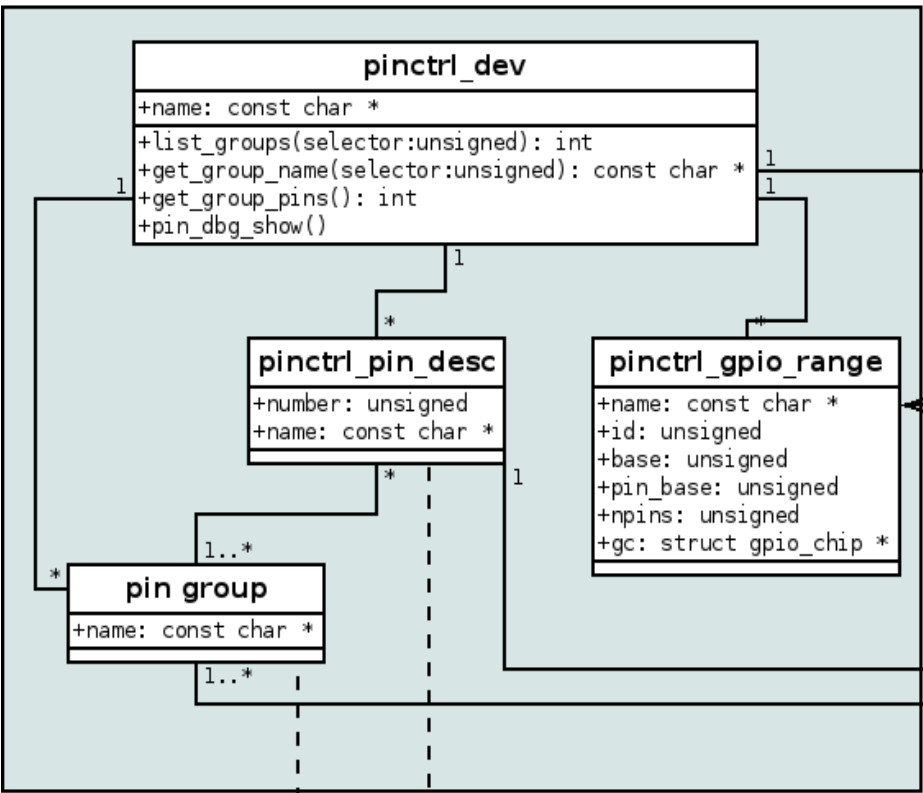 pinctrl_dev
+name: const char *
+list_groups(selector:unsigned): int
+get_group_name(selector:unsigned): const char *
+get_group_pins(): int
+pin_dbg_show()
1
1
1
1
*
*
pinctrl_pin_desc
+number: unsigned
+name: const char *
pinctrl_gpio_range
+name: const char *
+id: unsigned
+base: unsigned
+pin_base: unsigned
+npins: unsigned
+gc: struct gpio_chip *
*
1
1..*
*
pin group
+name: const char *
1..*